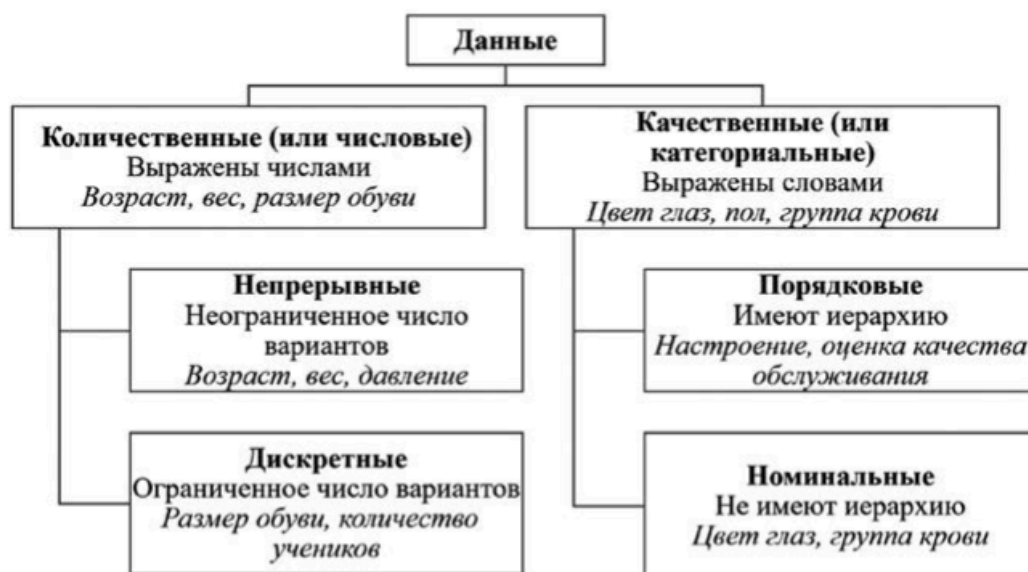 Данные
Количественные (или числовые)
Выражены числами
Возраст, вес, размер обуви
Качественные (или
категориальные)
Выражены словами
Цвет глаз, пол, группа крови
Непрерывные
Неограниченное число
вариантов
Возраст, вес, давление
Порядковые
Имеют иерархию
Настроение, оценка качества
обслуживания
Дискретные
Ограниченное число вариантов
Размер обуви, количество
учеников
Номинальные
Не имеют иерархию
Цвет глаз, группа крови